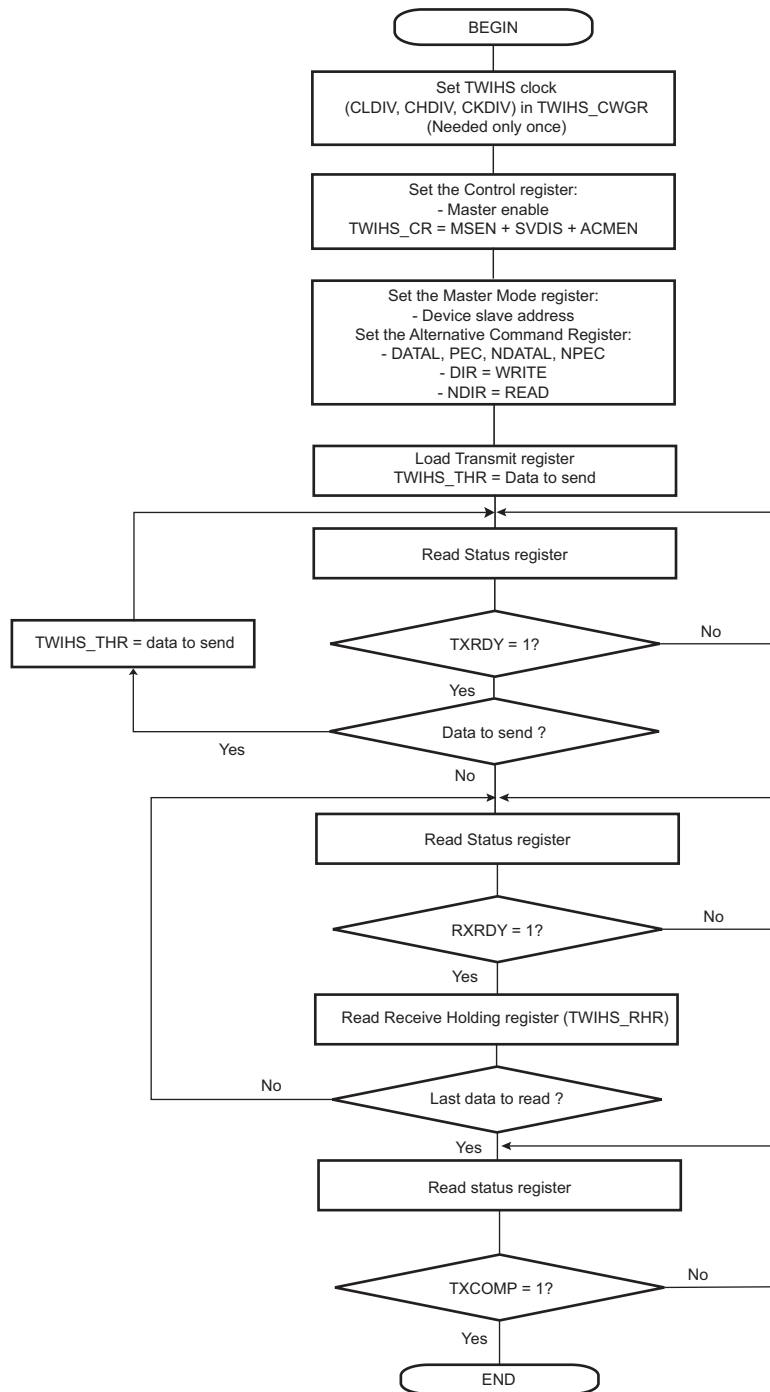 BEGIN
Set TWIHS clock
(CLDIV, CHDIV, CKDIV) in TWIHS_CWGR
(Needed only once)
Set the Control register:
- Master enable
TWIHS_CR = MSEN + SVDIS + ACMEN
Set the Master Mode register:
- Device slave address
Set the Alternative Command Register:
- DATAL, PEC, NDATAL, NPEC
- DIR = WRITE
- NDIR = READ
Load Transmit register
TWIHS_THR = Data to send
Read Status register
TWIHS_THR = data to send
TXRDY = 1?
No
Yes
Data to send ?
Yes
No
Read Status register
RXRDY = 1?
No
Yes
Read Receive Holding register (TWIHS_RHR)
No
Last data to read ?
Yes
Read status register
TXCOMP = 1?
No
Yes
END